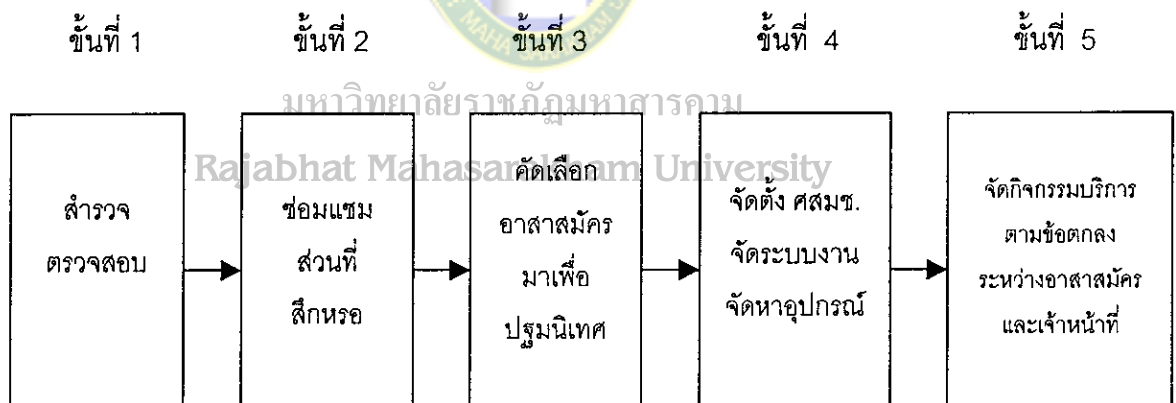 ขั้นที่ 1 ขั้นที่ 2 ขั้นที่ 3 ขั้นที่ 4 ขั้นที่ 5
มหาวิทยาลัยราชภัฏมหาสารคาม
Rajabhat Mahasarakham University
สำรวจ
ตรวจสอบ
ซ่อมแซม
ส่วนที่
สึกหรอ
คัดเลือก
อาสาสมัคร
มาเพื่อ
ปฐมนิเทศ
จัดตั้ง ศสมช.
จัดระบบงาน
จัดหาอุปกรณ์
จัดกิจกรรมบริการ
ตามข้อตกลง
ระหว่างอาสาสมัคร
และเจ้าหน้าที่